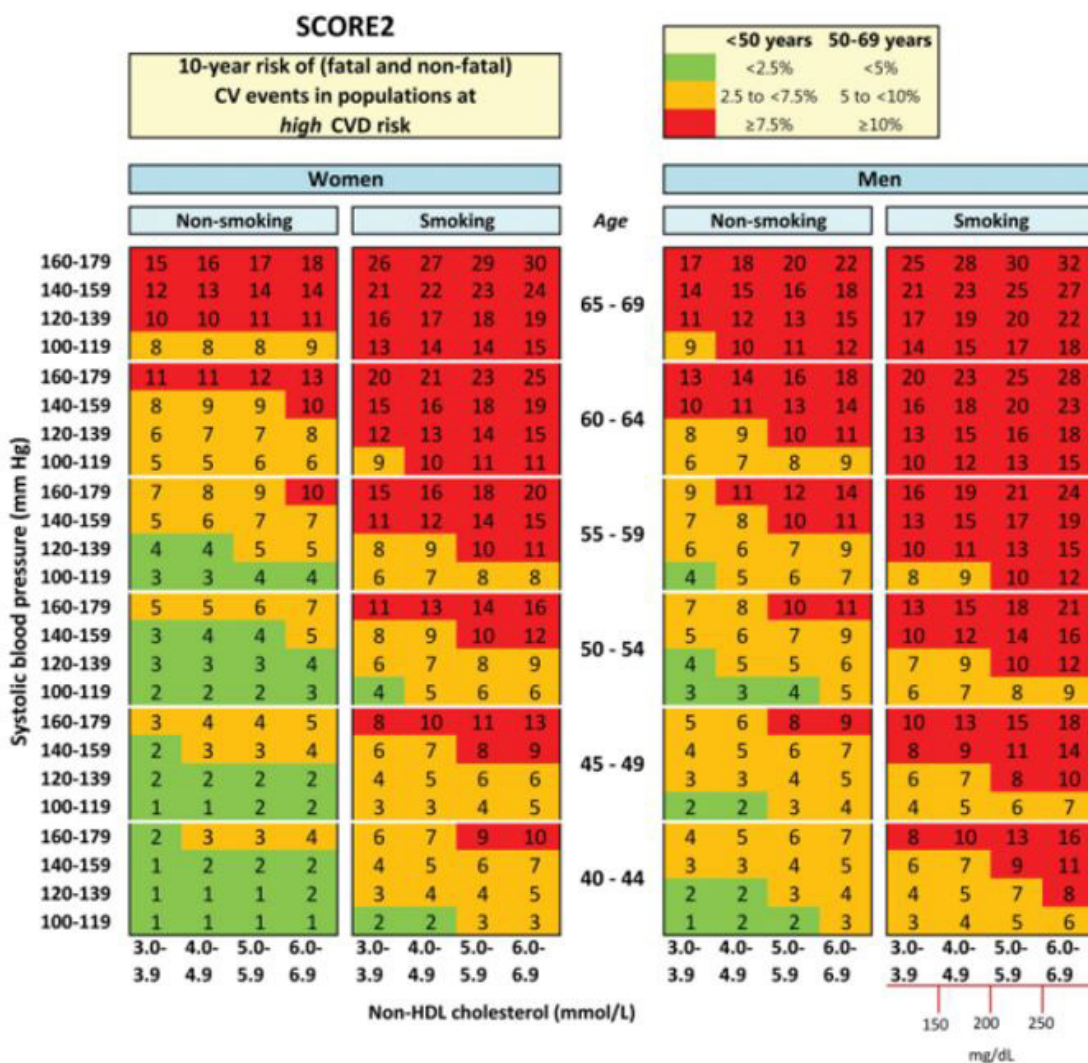 SCORE2
10-year risk of (fatal and non-fatal)
CV events in populations at
high CVD risk
<50 years 50-69 years
<2.5% <5%
2.5 to <7.5% 5 to <10%
≥7.5% ≥10%
Women Men
Non-smoking Smoking Age Non-smoking Smoking
Systolic blood pressure (mm Hg)
160-179 15 16 17 18 26 27 29 30 17 18 20 22 25 28 30 32
140-159 12 13 14 14 21 22 23 24 14 15 16 18 21 23 25 27
65 - 69
120-139 10 10 11 11 16 17 18 19 11 12 13 15 17 19 20 22
100-119 8 8 8 9 13 14 14 15 9 10 11 12 14 15 17 18
160-179 11 11 12 13 20 21 23 25 13 14 16 18 20 23 25 28
140-159 8 9 9 10 15 16 18 19 10 11 13 14 16 18 20 23
60 - 64
120-139 6 7 7 8 12 13 14 15 8 9 10 11 13 15 16 18
100-119 5 5 6 6 9 10 11 11 6 7 8 9 10 12 13 15
160-179 7 8 9 10 15 16 18 20 9 11 12 14 16 19 21 24
140-159 5 6 7 7 11 12 14 15 7 8 10 11 13 15 17 19
55 - 59
120-139 4 4 5 5 8 9 10 11 6 6 7 9 10 11 13 15
100-119 3 3 4 4 6 7 8 8 4 5 6 7 8 9 10 12
160-179 5 5 6 7 11 13 14 16 7 8 10 11 13 15 18 21
140-159 3 4 4 5 8 9 10 12 5 6 7 9 10 12 14 16
50 - 54
120-139 3 3 3 4 6 7 8 9 4 5 5 6 7 9 10 12
100-119 2 2 2 3 4 5 6 6 3 3 4 5 6 7 8 9
160-179 3 4 4 5 8 10 11 13 5 6 8 9 10 13 15 18
140-159 2 3 3 4 6 7 8 9 4 5 6 7 8 9 11 14
45 - 49
120-139 2 2 2 2 4 5 6 6 3 3 4 5 6 7 8 10
100-119 1 1 2 2 3 3 4 5 2 2 3 4 4 5 6 7
160-179 2 3 3 4 6 7 9 10 4 5 6 7 8 10 13 16
140-159 1 2 2 2 4 5 6 7 3 3 4 5 6 7 9 11
40 - 44
120-139 1 1 1 2 3 4 4 5 2 2 3 4 4 5 7 8
100-119 1 1 1 1 2 2 3 3 1 2 2 3 3 4 5 6
3.0- 4.0- 5.0- 6.0- 3.0- 4.0- 5.0- 6.0- 3.0- 4.0- 5.0- 6.0- 3.0- 4.0- 5.0- 6.0-
3.9 4.9 5.9 6.9 3.9 4.9 5.9 6.9 3.9 4.9 5.9 6.9 3.9 4.9 5.9 6.9
Non-HDL cholesterol (mmol/L)
150 200 250
mg/dL